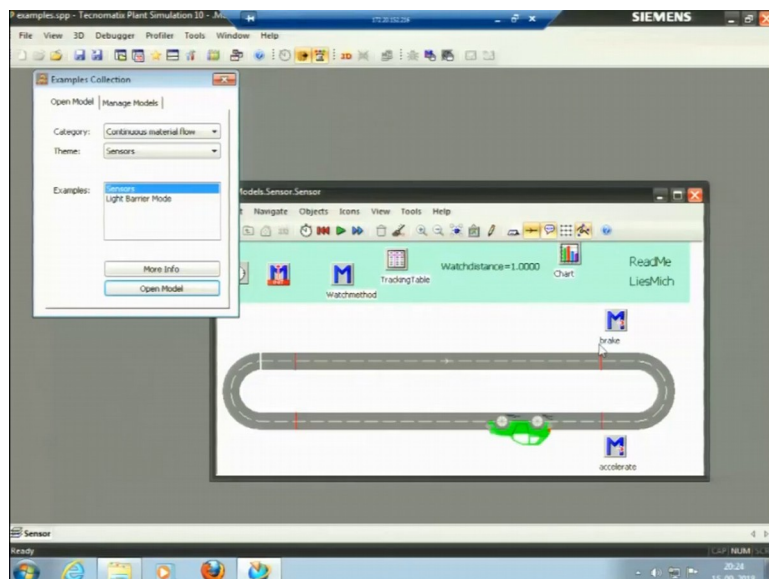 examples.spp - Tecnomatix Plant Simulation 10 -
SIEMENS
File View 3D Debugger Profiler Tools Window Help
Examples Collection
Open Model Manage Models
Category: Continuous material flow
Theme: Sensors
Examples: Sensors
Light Barrier Mode
More Info
Open Model
Models.Sensor.Sensor
Navigate Objects Icons View Tools Help
Watchmethod
TrackingTable
Watchdistance=1.0000
Chart
ReadMe
LiesMich
brake
accelerate
Sensor
Ready
CAP NUM
20:24